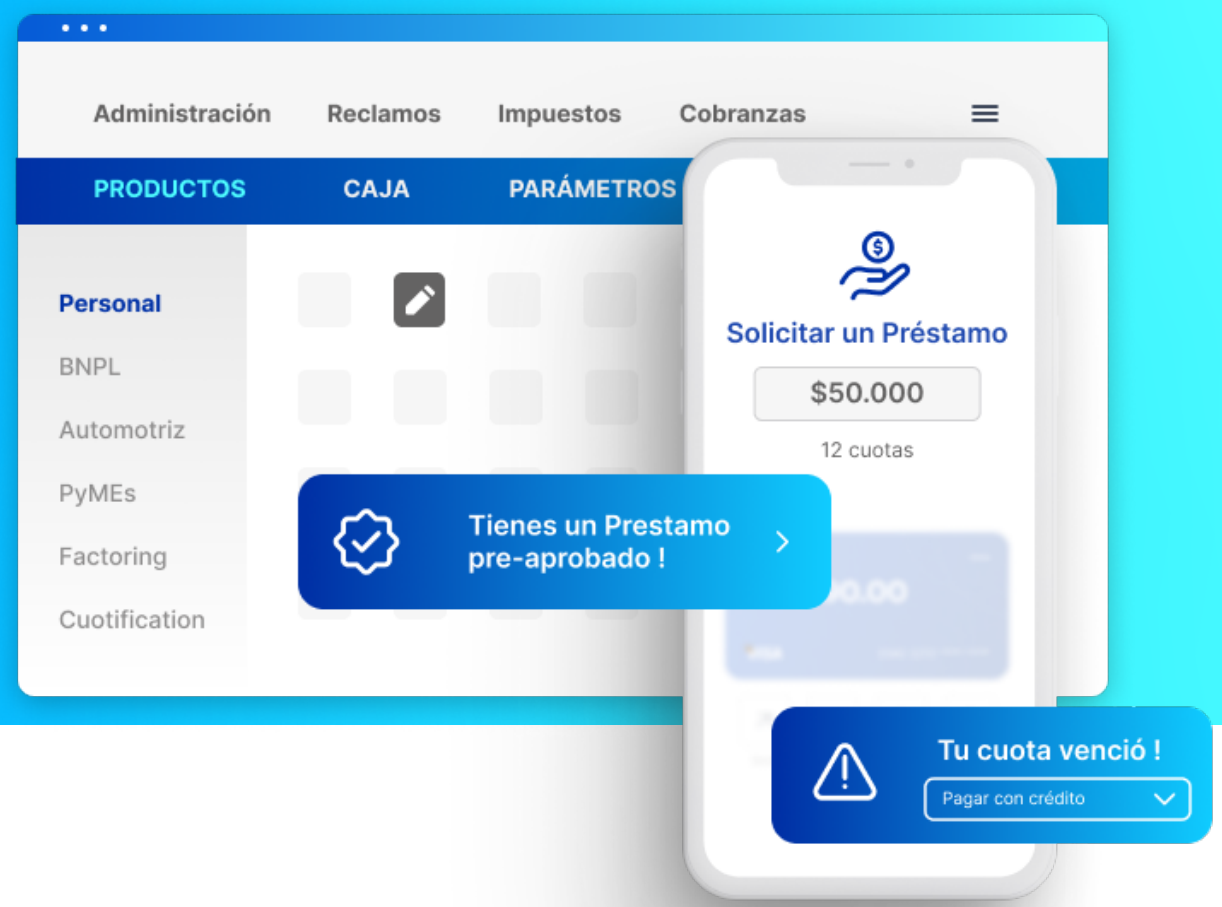 Administración Reclamos Impuestos Cobranzas
PRODUCTOS CAJA PARÁMETROS
Personal
BNPL
Automotriz
PyMEs
Factoring
Cuotification
Solicitar un Préstamo
$50.000
12 cuotas
Tienes un Prestamo
pre-aprobado !
Tu cuota venció !
Pagar con crédito